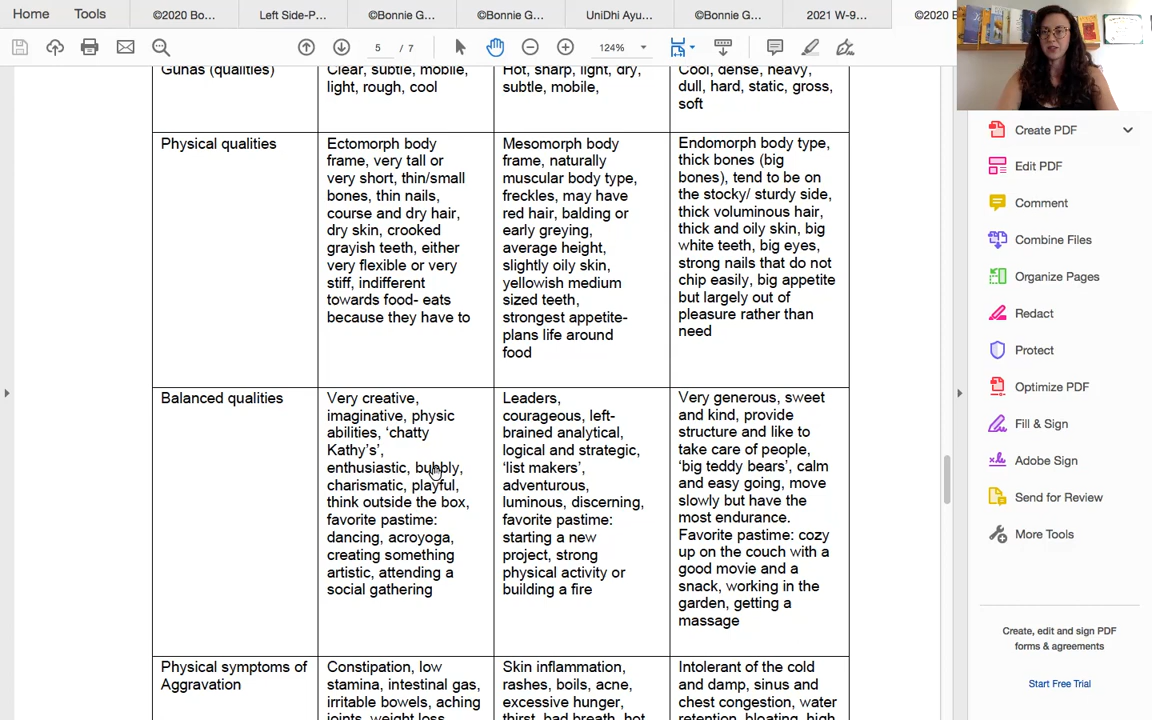 Home Tools ©2020 Bo... Left Side-P... ©Bonnie G... ©Bonnie G... UniDhi Ayu... ©Bonnie G... 2021 W-9... ©2020 B
5 / 7 124%
Gunas (qualities)
Clear, subtle, mobile,
light, rough, cool
Hot, sharp, light, dry,
subtle, mobile,
Cool, dense, heavy,
dull, hard, static, gross,
soft
Physical qualities
Ectomorph body
frame, very tall or
very short, thin/small
bones, thin nails,
course and dry hair,
dry skin, crooked
grayish teeth, either
very flexible or very
stiff, indifferent
towards food- eats
because they have to
Mesomorph body
frame, naturally
muscular body type,
freckles, may have
red hair, balding or
early greying,
average height,
slightly oily skin,
yellowish medium
sized teeth,
strongest appetite-
plans life around
food
Endomorph body type,
thick bones (big
bones), tend to be on
the stocky/ sturdy side,
thick voluminous hair,
thick and oily skin, big
white teeth, big eyes,
strong nails that do not
chip easily, big appetite
but largely out of
pleasure rather than
need
Balanced qualities
Very creative,
imaginative, physic
abilities, ‘chatty
Kathy’s’,
enthusiastic, bubbly,
charismatic, playful,
think outside the box,
favorite pastime:
dancing, acroyoga,
creating something
artistic, attending a
social gathering
Leaders,
courageous, left-
brained analytical,
logical and strategic,
‘list makers’,
adventurous,
luminous, discerning,
favorite pastime:
starting a new
project, strong
physical activity or
building a fire
Very generous, sweet
and kind, provide
structure and like to
take care of people,
‘big teddy bears’, calm
and easy going, move
slowly but have the
most endurance.
Favorite pastime: cozy
up on the couch with a
good movie and a
snack, working in the
garden, getting a
massage
Physical symptoms of
Aggravation
Constipation, low
stamina, intestinal gas,
irritable bowels, aching
joints, weight loss
Skin inflammation,
rashes, boils, acne,
excessive hunger,
thirst, bad breath, hot
Intolerant of the cold
and damp, sinus and
chest congestion, water
retention, bloating, high
Create PDF
Edit PDF
Comment
Combine Files
Organize Pages
Redact
Protect
Optimize PDF
Fill & Sign
Adobe Sign
Send for Review
More Tools
Create, edit and sign PDF
forms & agreements
Start Free Trial